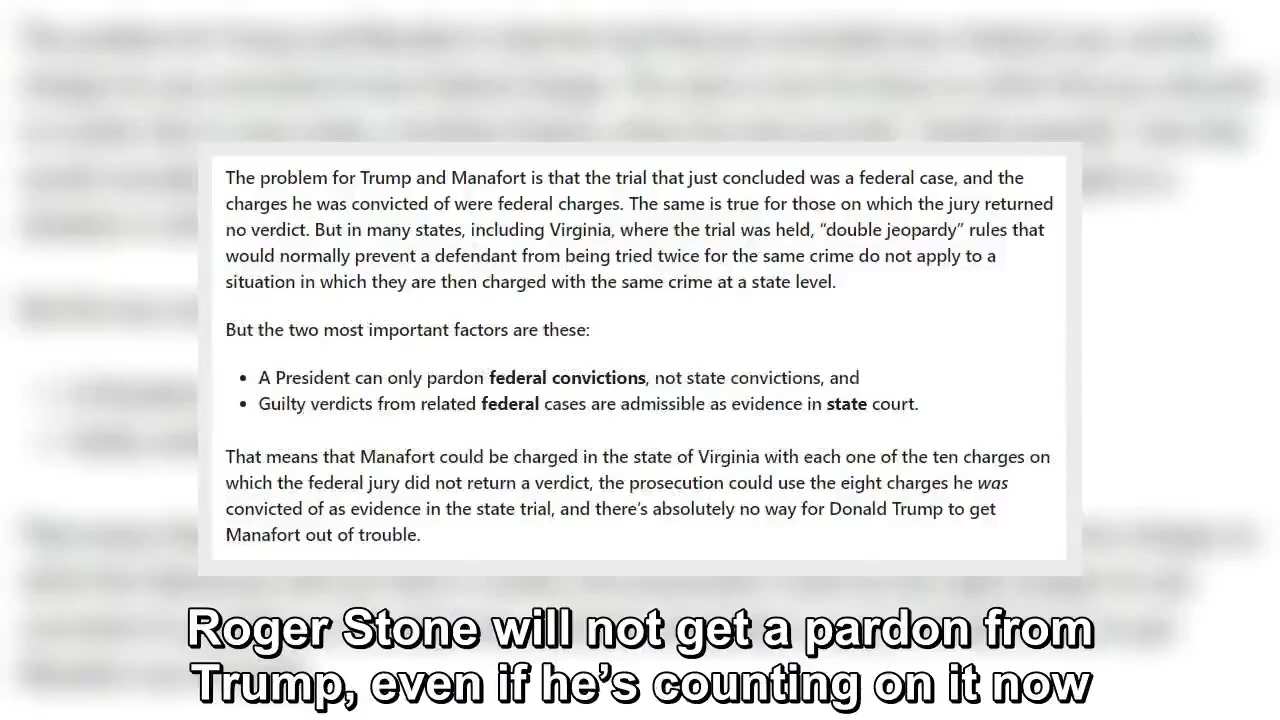 The problem for Trump and Manafort is that the trial that just concluded was a federal case, and the
charges he was convicted of were federal charges. The same is true for those on which the jury returned
no verdict. But in many states, including Virginia, where the trial was held, “double jeopardy” rules that
would normally prevent a defendant from being tried twice for the same crime do not apply to a
situation in which they are then charged with the same crime at a state level.
But the two most important factors are these:
• A President can only pardon federal convictions, not state convictions, and
• Guilty verdicts from related federal cases are admissible as evidence in state court.
That means that Manafort could be charged in the state of Virginia with each one of the ten charges on
which the federal jury did not return a verdict, the prosecution could use the eight charges he was
convicted of as evidence in the state trial, and there’s absolutely no way for Donald Trump to get
Manafort out of trouble.
Roger Stone will not get a pardon from
Trump, even if he’s counting on it now